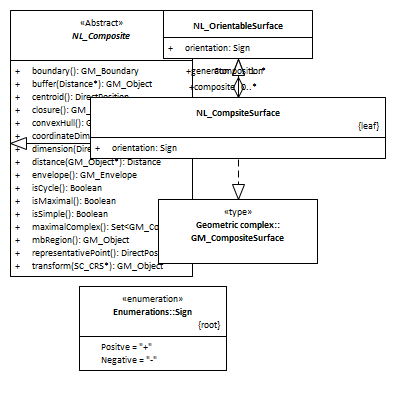 «Abstract»
NL_Composite
+ boundary(): GM_Boundary
+ buffer(Distance*): GM_Object
+ centroid(): DirectPosition
+ closure(): GM_
+ convexHull():
+ coordinateDim
+ dimension(Dire
+ distance(GM_Object*): Distance
+ envelope(): GM_Envelope
+ isCycle(): Boolean
+ isMaximal(): Boolean
+ isSimple(): Boolean
+ maximalComplex(): Set<GM_Co
+ mbRegion(): GM_Object
+ representativePoint(): DirectPos
+ transform(SC_CRS*): GM_Object
NL_OrientableSurface
+ orientation: Sign
+generator
Composition
1..*
+composite
0..*
NL_CompsiteSurface
{leaf}
+ orientation: Sign
«type»
Geometric complex::
GM_CompositeSurface
«enumeration»
Enumerations::Sign
{root}
Positve = "+"
Negative = "-"